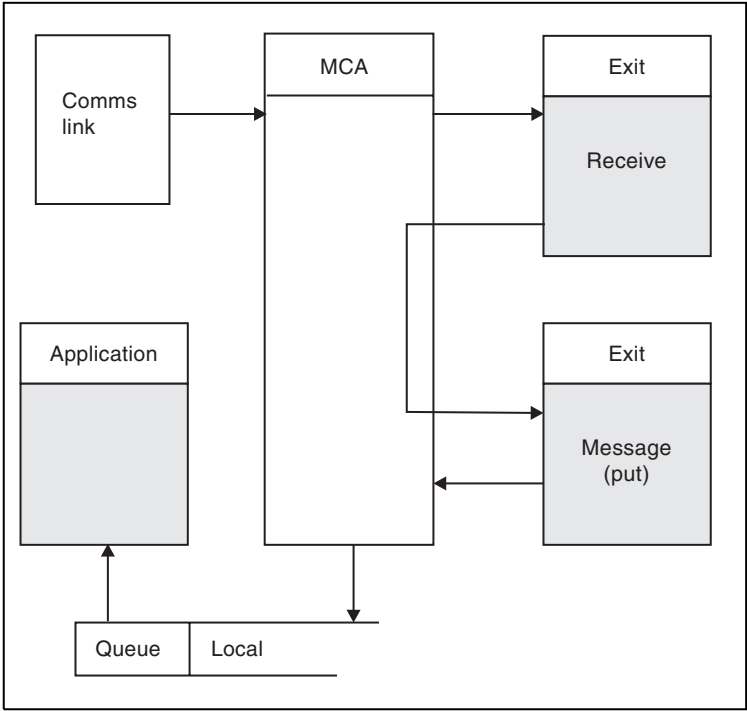 Comms
link
MCA
Exit
Receive
Application
Exit
Message
(put)
Queue
Local